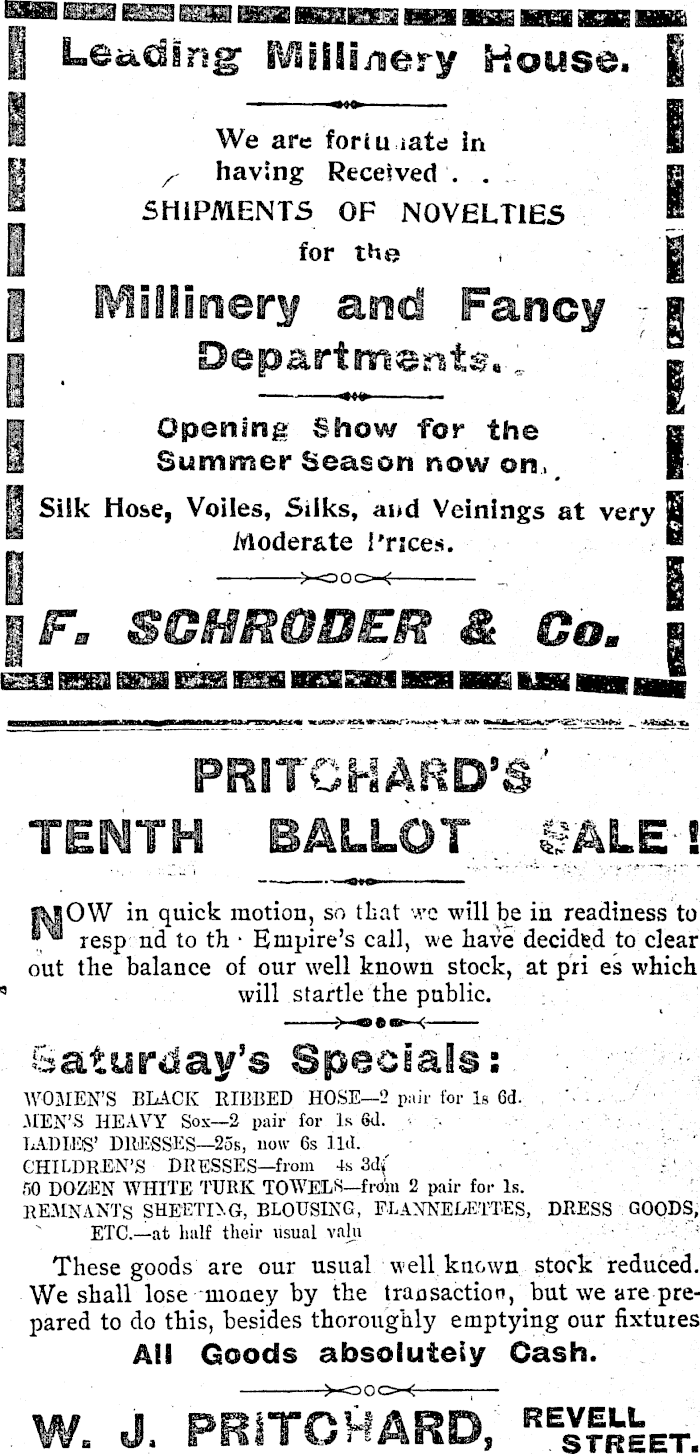 Leading Millinery House.
We are fortunate in
having Received . .
SHIPMENTS OF NOVELTIES
for the
Millinery and Fancy
Departments.
Opening Show for the
Summer Season now on.
Silk Hose, Voiles, Silks, and Veinings at very
Moderate Prices.
F. SCHRODER & Co.
PRITCHARD'S
TENTH BALLOT SALE !
NOW in quick motion, so that we will be in readiness to
resp nd to th Empire's call, we have decided to clear
out the balance of our well known stock, at pri es which
will startle the public.
Saturday's Specials:
WOMEN'S BLACK RIBBED HOSE—2 pair for 1s 6d.
MEN'S HEAVY Sox—2 pair for 1s 6d.
LADIES' DRESSES—25s, now 6s 11d.
CHILDREN'S DRESSES—from 4s 3d
50 DOZEN WHITE TURK TOWELS—from 2 pair for 1s.
REMNANTS SHEETING, BLOUSING, FLANNELETTES, DRESS GOODS,
ETC.—at half their usual valu
These goods are our usual well known stock reduced.
We shall lose money by the transaction, but we are pre-
pared to do this, besides thoroughly emptying our fixtures
All Goods absolutely Cash.
W. J. PRITCHARD, REVELL
STREET.